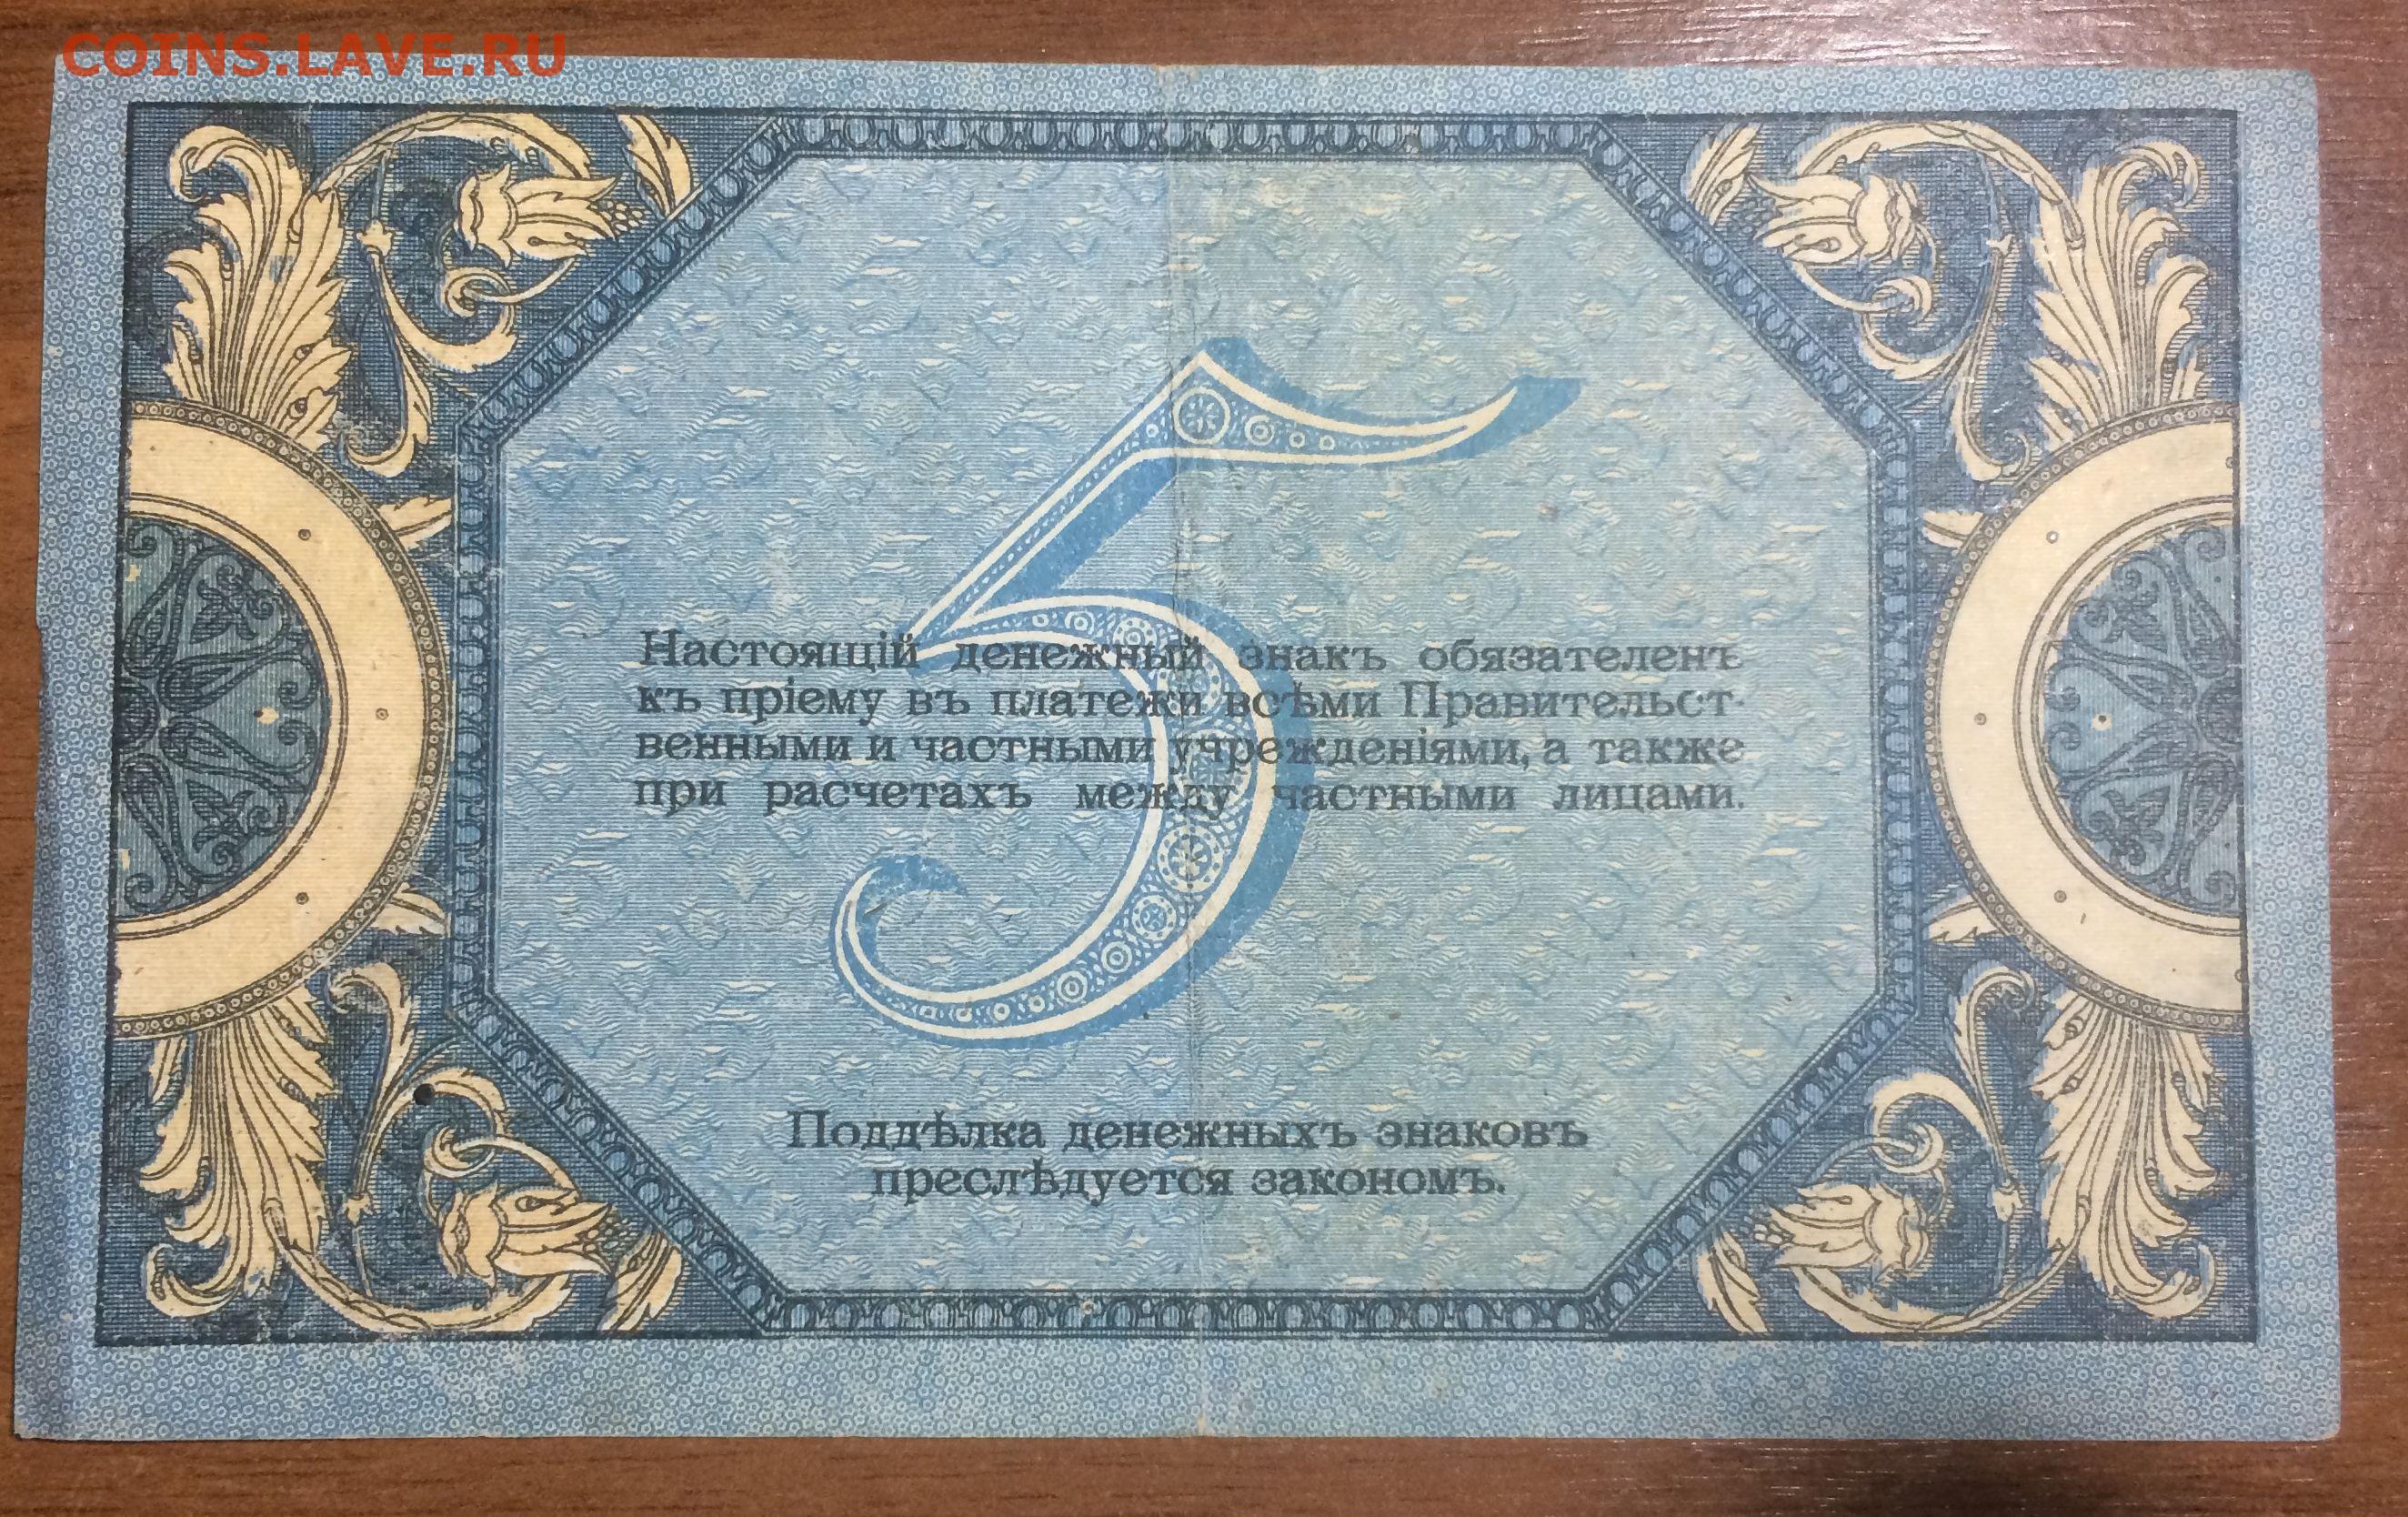 COINS.LAVE.RU
5
Настоящій денежный знакъ обязателенъ
къ пріему въ платежи всѣми Правительст-
венными и частными учрежденіями, а также
при расчетахъ между частными лицами.
Поддѣлка денежныхъ знаковъ
преслѣдуется закономъ.